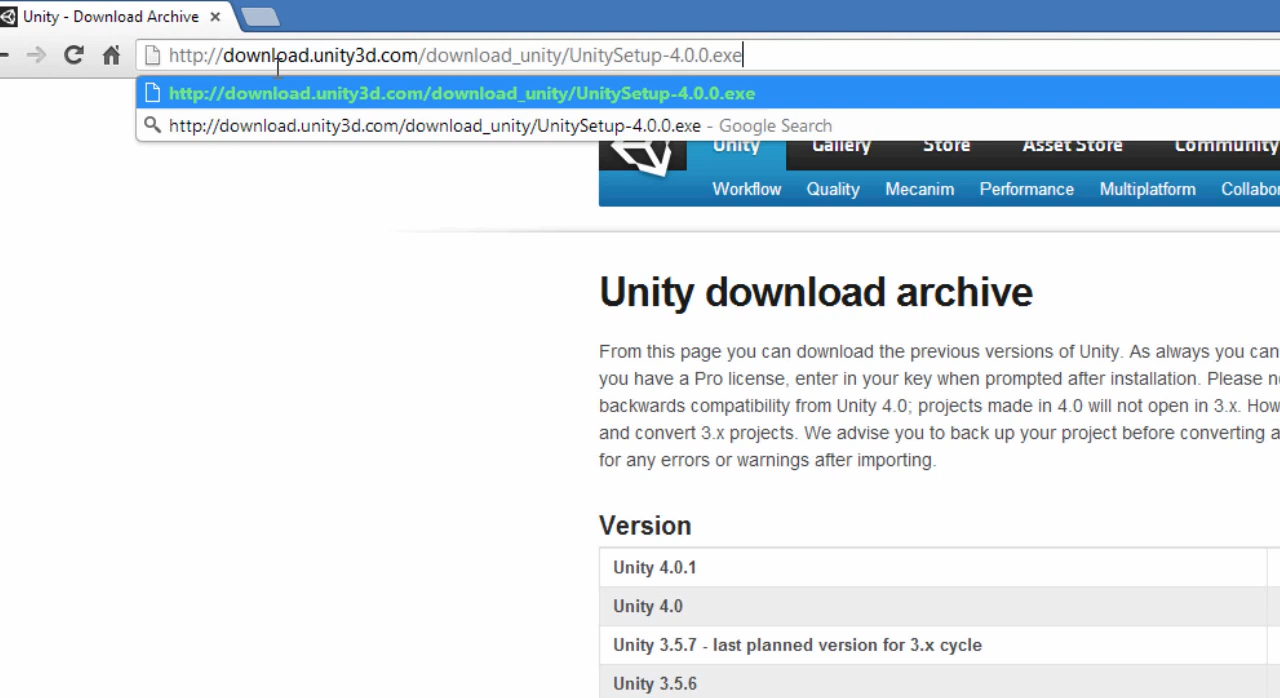 Unity - Download Archive
http://download.unity3d.com/download_unity/UnitySetup-4.0.0.exe
http://download.unity3d.com/download_unity/UnitySetup-4.0.0.exe
http://download.unity3d.com/download_unity/UnitySetup-4.0.0.exe - Google Search
Unity Gallery Store Asset Store Community
Workflow Quality Mecanim Performance Multiplatform Collabor
Unity download archive
From this page you can download the previous versions of Unity. As always you can
you have a Pro license, enter in your key when prompted after installation. Please n
backwards compatibility from Unity 4.0; projects made in 4.0 will not open in 3.x. How
and convert 3.x projects. We advise you to back up your project before converting a
for any errors or warnings after importing.
Version
Unity 4.0.1
Unity 4.0
Unity 3.5.7 - last planned version for 3.x cycle
Unity 3.5.6